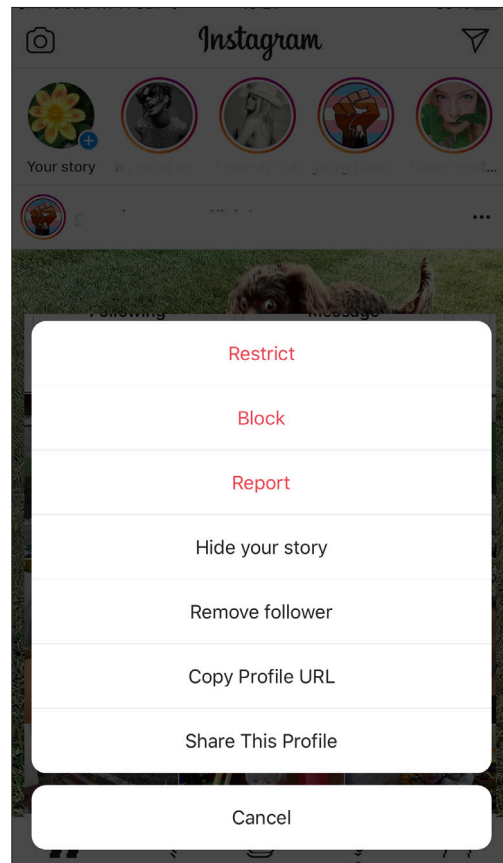 Instagram
Your story
Following Message
Restrict
Block
Report
Hide your story
Remove follower
Copy Profile URL
Share This Profile
Cancel